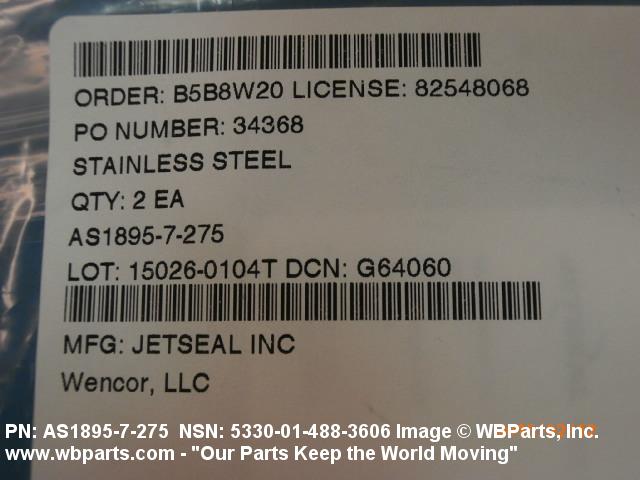 ORDER: B5B8W20 LICENSE: 82548068
PO NUMBER: 34368
STAINLESS STEEL
QTY: 2 EA
AS1895-7-275
LOT: 15026-0104T DCN: G64060
MFG: JETSEAL INC
Wencor, LLC
PN: AS1895-7-275 NSN: 5330-01-488-3606 Image © WBParts, Inc.
www.wbparts.com - "Our Parts Keep the World Moving"